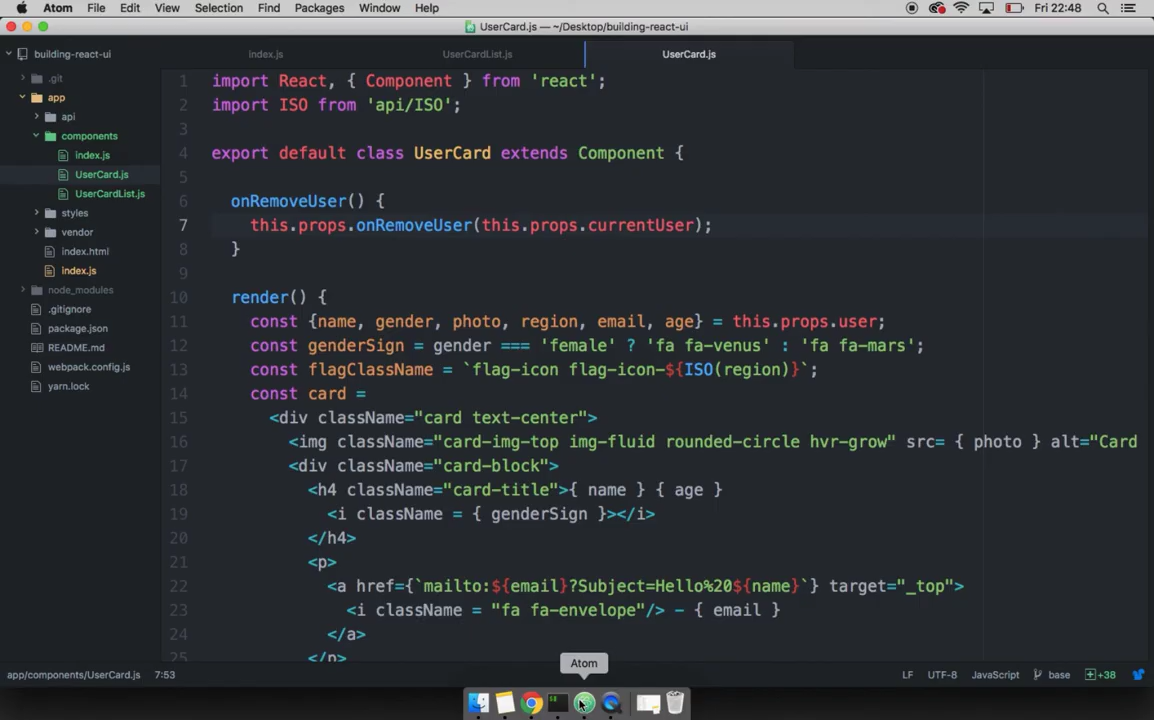 Atom File Edit View Selection Find Packages Window Help Fri 22:48
UserCard.js — ~/Desktop/building-react-ui
building-react-ui
index.js UserCardList.js UserCard.js
.git
app
api
components
index.js
UserCard.js
UserCardList.js
styles
vendor
index.html
index.js
node_modules
.gitignore
package.json
README.md
webpack.config.js
yarn.lock
1 import React, { Component } from 'react';
2 import ISO from 'api/ISO';
3
4 export default class UserCard extends Component {
5
6 onRemoveUser() {
7 this.props.onRemoveUser(this.props.currentUser);
8 }
9
10 render() {
11 const {name, gender, photo, region, email, age} = this.props.user;
12 const genderSign = gender === 'female' ? 'fa fa-venus' : 'fa fa-mars';
13 const flagClassName = `flag-icon flag-icon-${ISO(region)}`;
14 const card =
15 <div className="card text-center">
16 <img className="card-img-top img-fluid rounded-circle hvr-grow" src= { photo } alt="Card
17 <div className="card-block">
18 <h4 className="card-title">{ name } { age }
19 <i className = { genderSign }></i>
20 </h4>
21 <p>
22 <a href={`mailto:${email}?Subject=Hello%20${name}`} target="_top">
23 <i className = "fa fa-envelope"/> - { email }
24 </a>
25 </p>
Atom
app/components/UserCard.js 7:53 LF UTF-8 JavaScript base +38